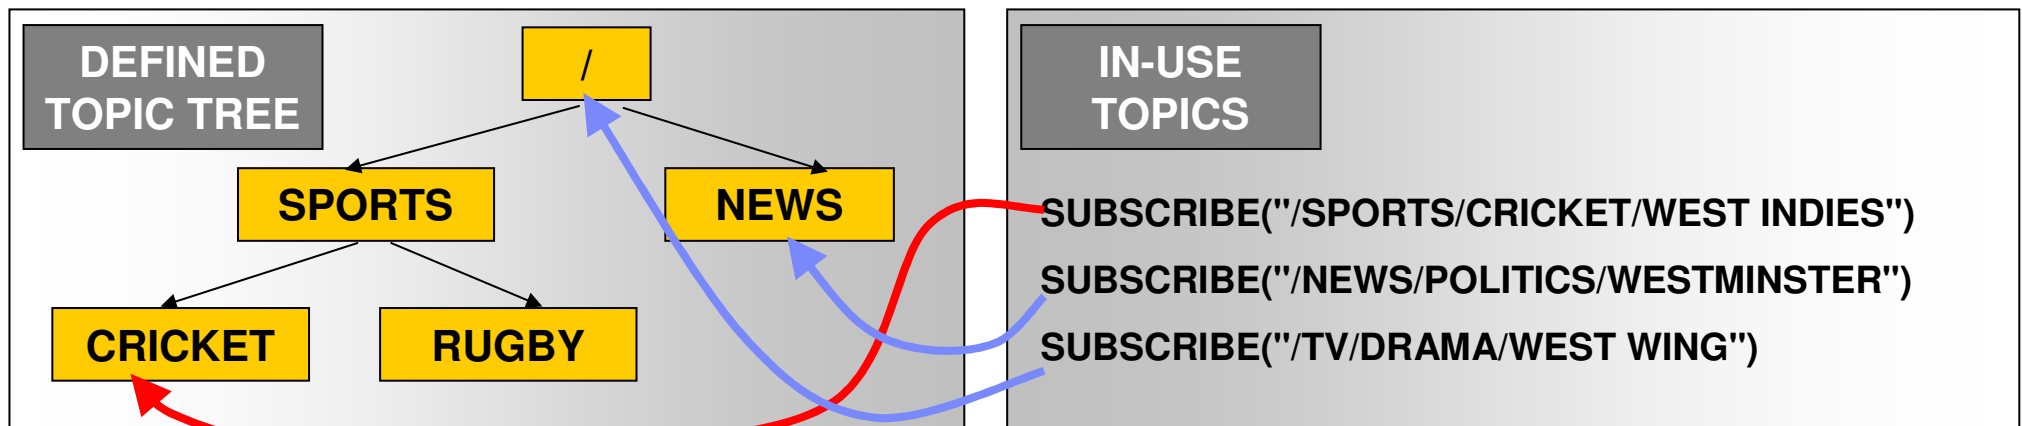 DEFINED
TOPIC TREE
/
SPORTS
NEWS
CRICKET
RUGBY
IN-USE
TOPICS
SUBSCRIBE("/SPORTS/CRICKET/WEST INDIES")
SUBSCRIBE("/NEWS/POLITICS/WESTMINSTER")
SUBSCRIBE("/TV/DRAMA/WEST WING")